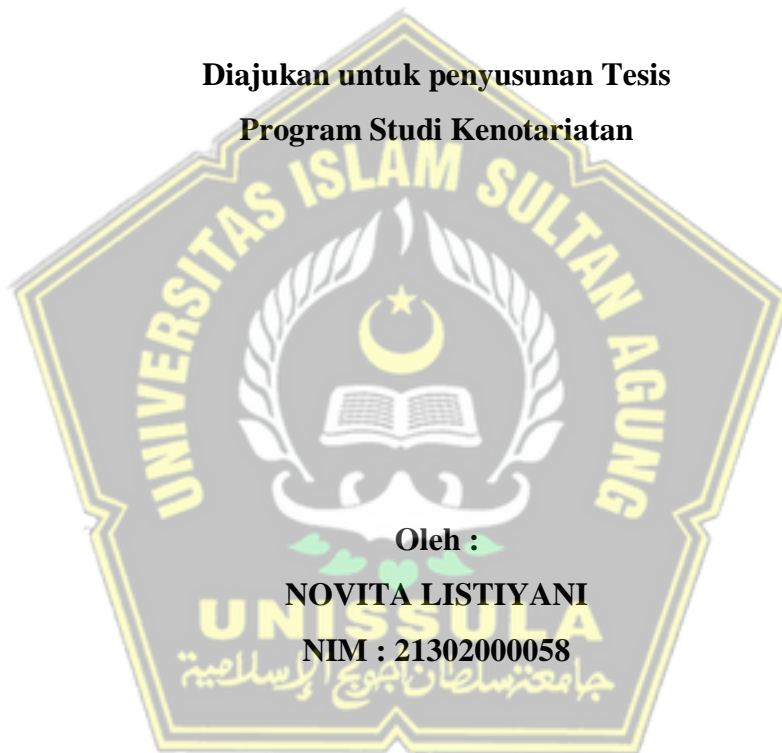 Diajukan untuk penyusunan Tesis
Program Studi Kenotariatan
UNIVERSITAS ISLAM SULTAN AGUNG
Oleh :
NOVITA LISTIYANI
UNISSULA
NIM : 21302000058
جامعة سلطان أجونج الإسلامية